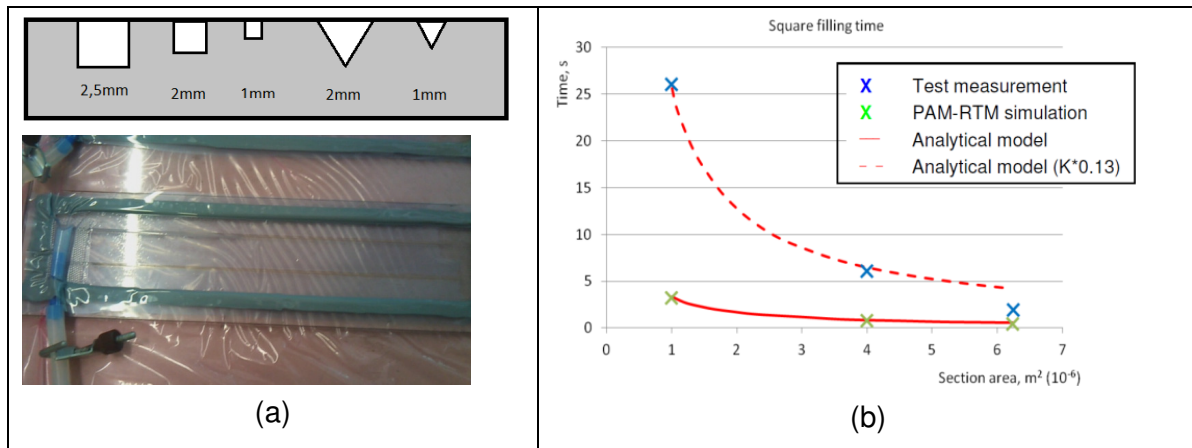 2,5mm
2mm
1mm
2mm
1mm
(a)
Square filling time
Time, s
30
25
20
15
10
5
0
0 1 2 3 4 5 6 7
Section area, m² (10⁻⁶)
Test measurement
PAM-RTM simulation
Analytical model
Analytical model (K*0.13)
(b)